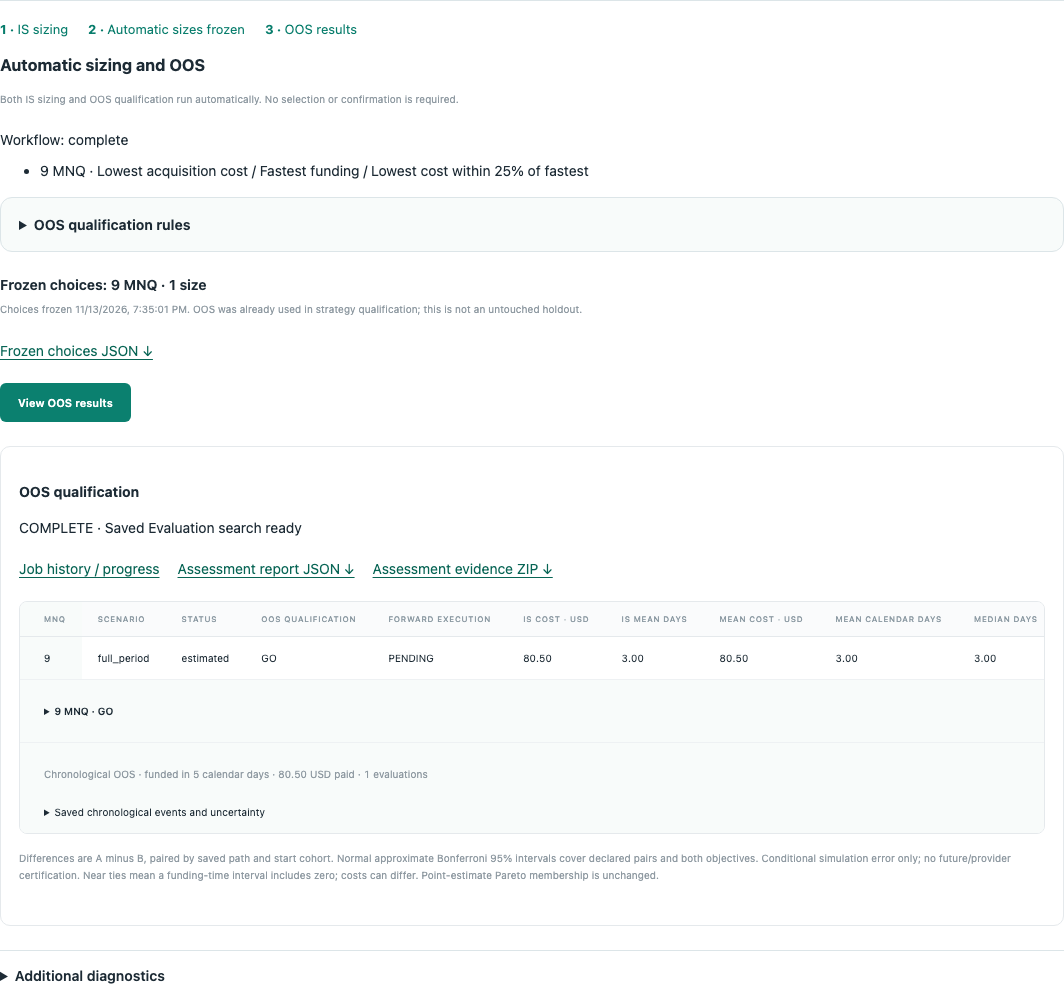 1 · IS sizing 2 · Automatic sizes frozen 3 · OOS results
Automatic sizing and OOS
Both IS sizing and OOS qualification run automatically. No selection or confirmation is required.
Workflow: complete
• 9 MNQ · Lowest acquisition cost / Fastest funding / Lowest cost within 25% of fastest
▶ OOS qualification rules
Frozen choices: 9 MNQ · 1 size
Choices frozen 11/13/2026, 7:35:01 PM. OOS was already used in strategy qualification; this is not an untouched holdout.
Frozen choices JSON ↓
View OOS results
OOS qualification
COMPLETE · Saved Evaluation search ready
Job history / progress Assessment report JSON ↓ Assessment evidence ZIP ↓
MNQ SCENARIO STATUS OOS QUALIFICATION FORWARD EXECUTION IS COST · USD IS MEAN DAYS MEAN COST · USD MEAN CALENDAR DAYS MEDIAN DAYS
9 full_period estimated GO PENDING 80.50 3.00 80.50 3.00 3.00
▶ 9 MNQ · GO
Chronological OOS · funded in 5 calendar days · 80.50 USD paid · 1 evaluations
▶ Saved chronological events and uncertainty
Differences are A minus B, paired by saved path and start cohort. Normal approximate Bonferroni 95% intervals cover declared pairs and both objectives. Conditional simulation error only; no future/provider
certification. Near ties mean a funding-time interval includes zero; costs can differ. Point-estimate Pareto membership is unchanged.
▶ Additional diagnostics